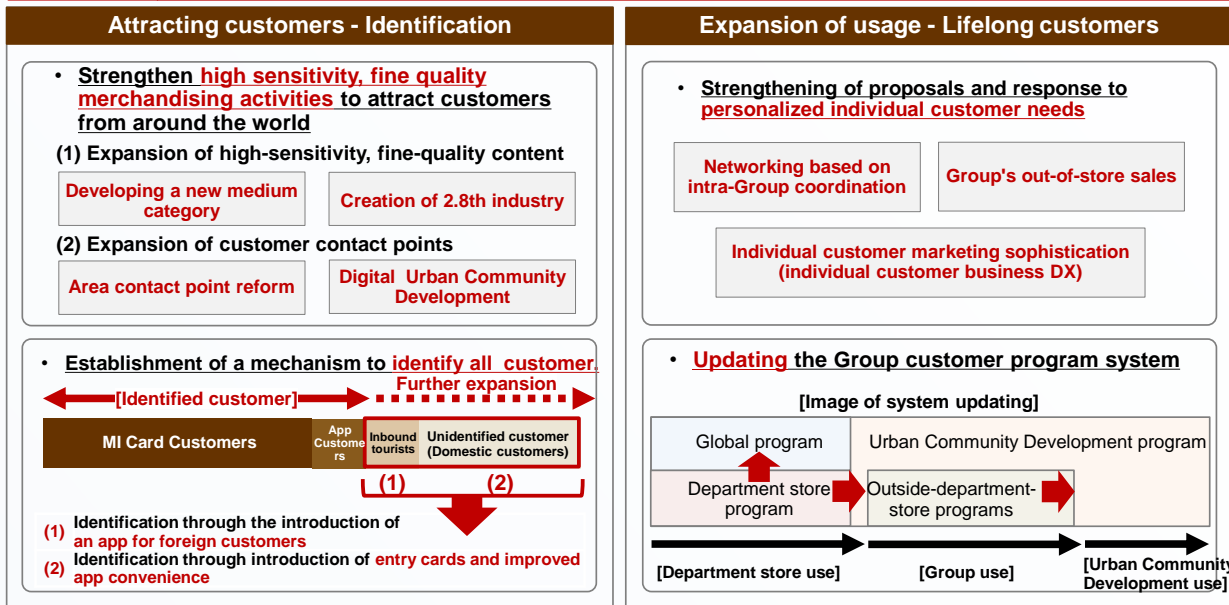 Attracting customers - Identification
• Strengthen high sensitivity, fine quality
merchandising activities to attract customers
from around the world
(1) Expansion of high-sensitivity, fine-quality content
Developing a new medium
category
Creation of 2.8th industry
(2) Expansion of customer contact points
Area contact point reform
Digital Urban Community
Development
• Establishment of a mechanism to identify all customer.
[Identified customer]
Further expansion
MI Card Customers
App
Custome
rs
Inbound
tourists
Unidentified customer
(Domestic customers)
(1)
(2)
(1) Identification through the introduction of
an app for foreign customers
(2) Identification through introduction of entry cards and improved
app convenience
Expansion of usage - Lifelong customers
• Strengthening of proposals and response to
personalized individual customer needs
Networking based on
intra-Group coordination
Group's out-of-store sales
Individual customer marketing sophistication
(individual customer business DX)
• Updating the Group customer program system
[Image of system updating]
Global program
Urban Community Development program
Department store
program
Outside-department-
store programs
[Department store use]
[Group use]
[Urban Community
Development use]